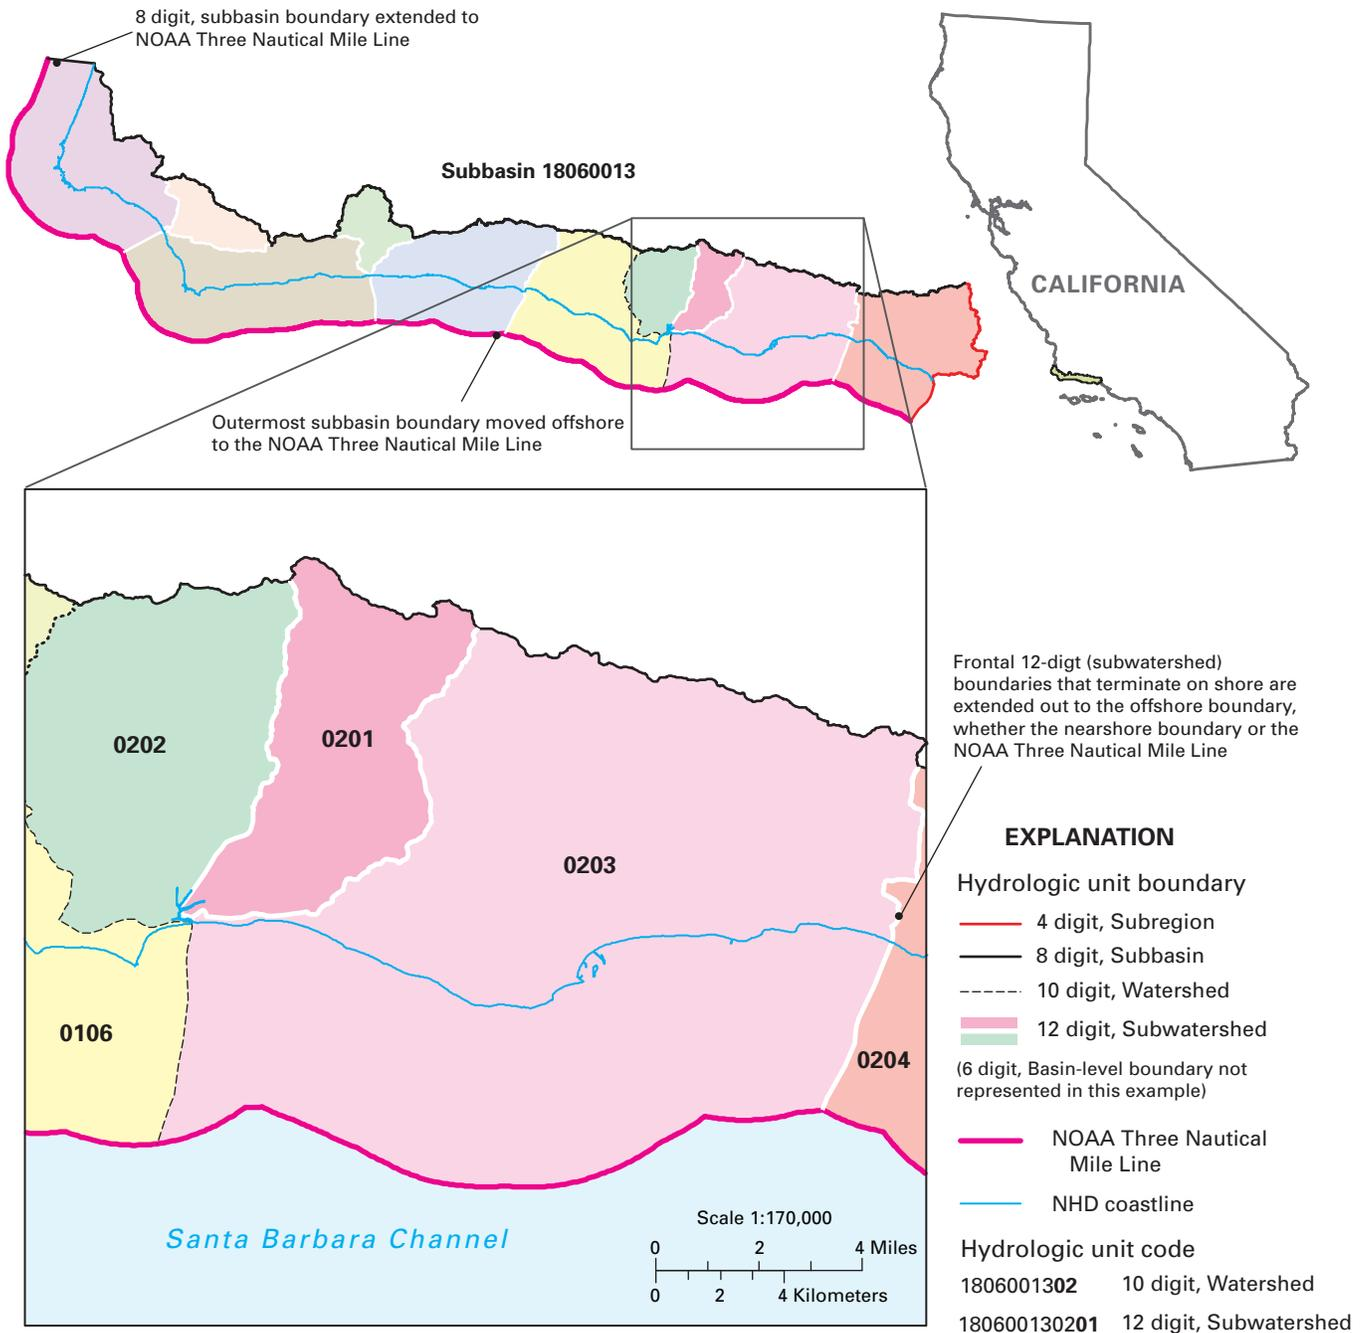 8 digit, subbasin boundary extended to
NOAA Three Nautical Mile Line
Subbasin 18060013
CALIFORNIA
Outermost subbasin boundary moved offshore
to the NOAA Three Nautical Mile Line
0202
0201
0203
0106
0204
Santa Barbara Channel
Scale 1:170,000
0 2 4 Miles
0 2 4 Kilometers
Frontal 12-digt (subwatershed)
boundaries that terminate on shore are
extended out to the offshore boundary,
whether the nearshore boundary or the
NOAA Three Nautical Mile Line
EXPLANATION
Hydrologic unit boundary
4 digit, Subregion
8 digit, Subbasin
10 digit, Watershed
12 digit, Subwatershed
(6 digit, Basin-level boundary not
represented in this example)
NOAA Three Nautical
Mile Line
NHD coastline
Hydrologic unit code
1806001302 10 digit, Watershed
180600130201 12 digit, Subwatershed